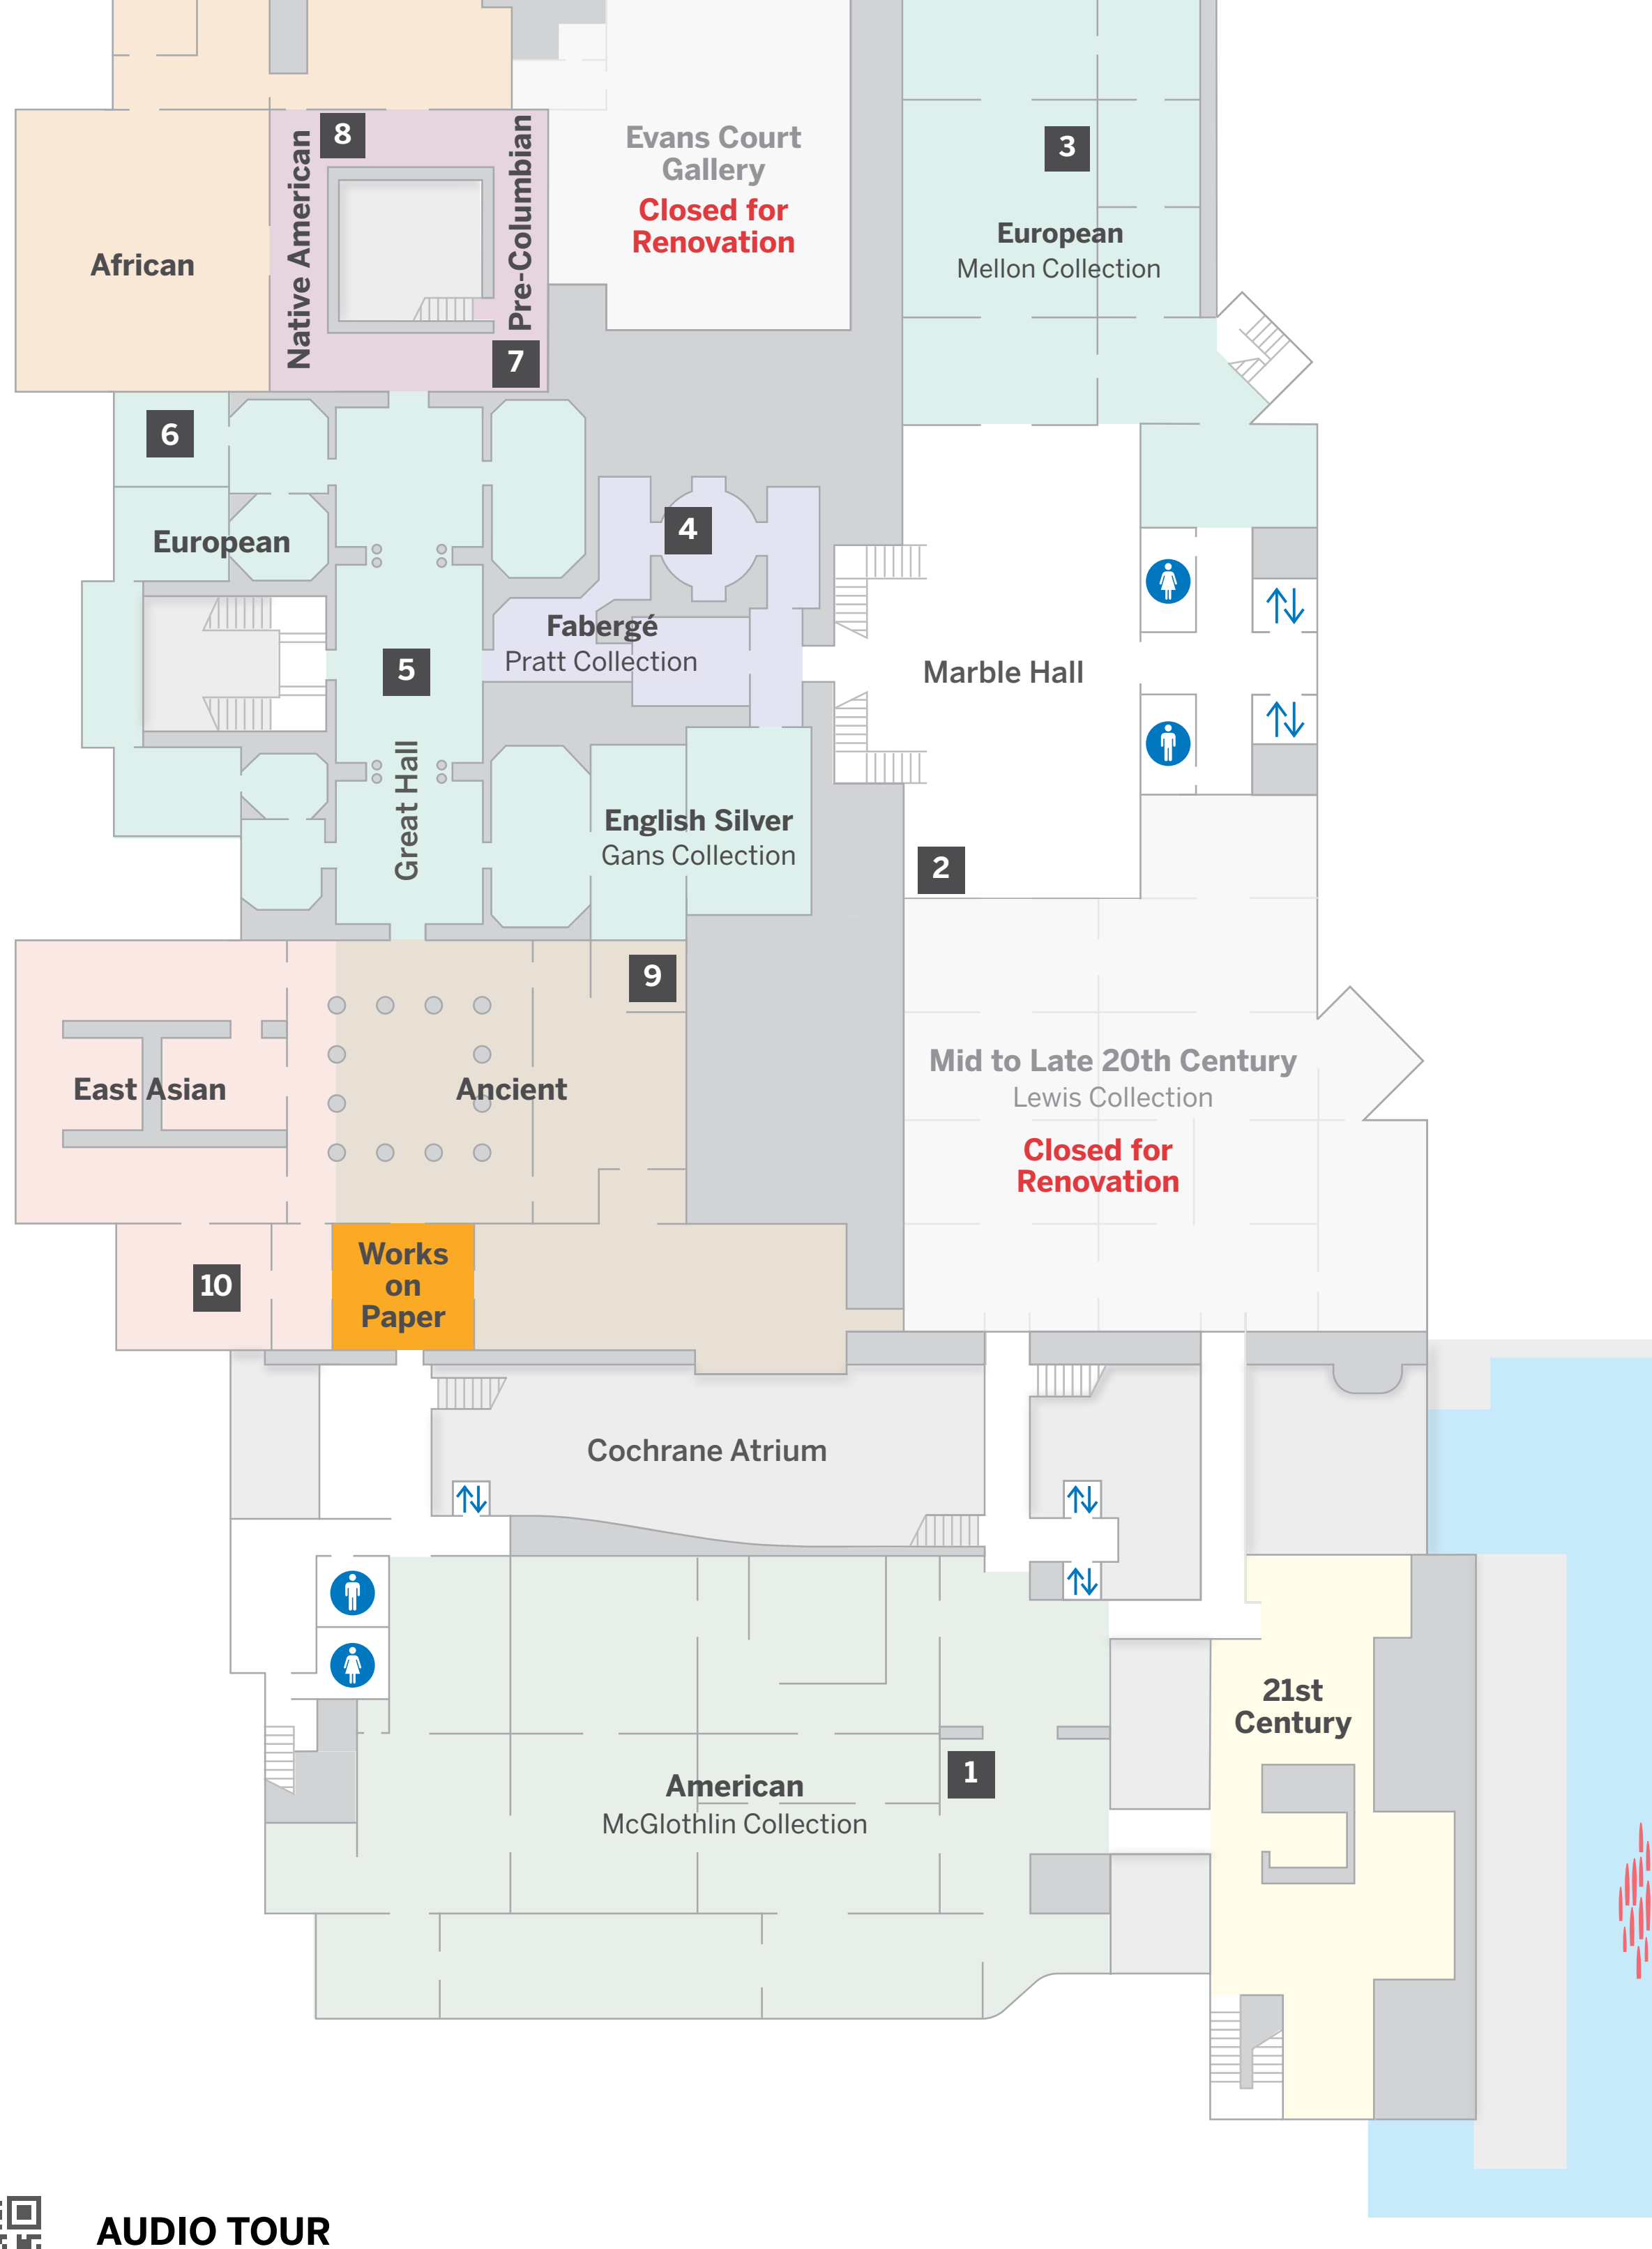 8
Native American
Pre-Columbian
Evans Court
Gallery
Closed for
Renovation
3
European
Mellon Collection
African
7
6
European
4
Fabergé
Pratt Collection
5
Marble Hall
Great Hall
English Silver
Gans Collection
2
9
East Asian
Ancient
Mid to Late 20th Century
Lewis Collection
Closed for
Renovation
10
Works
on
Paper
Cochrane Atrium
21st
Century
1
American
McGlothlin Collection
AUDIO TOUR